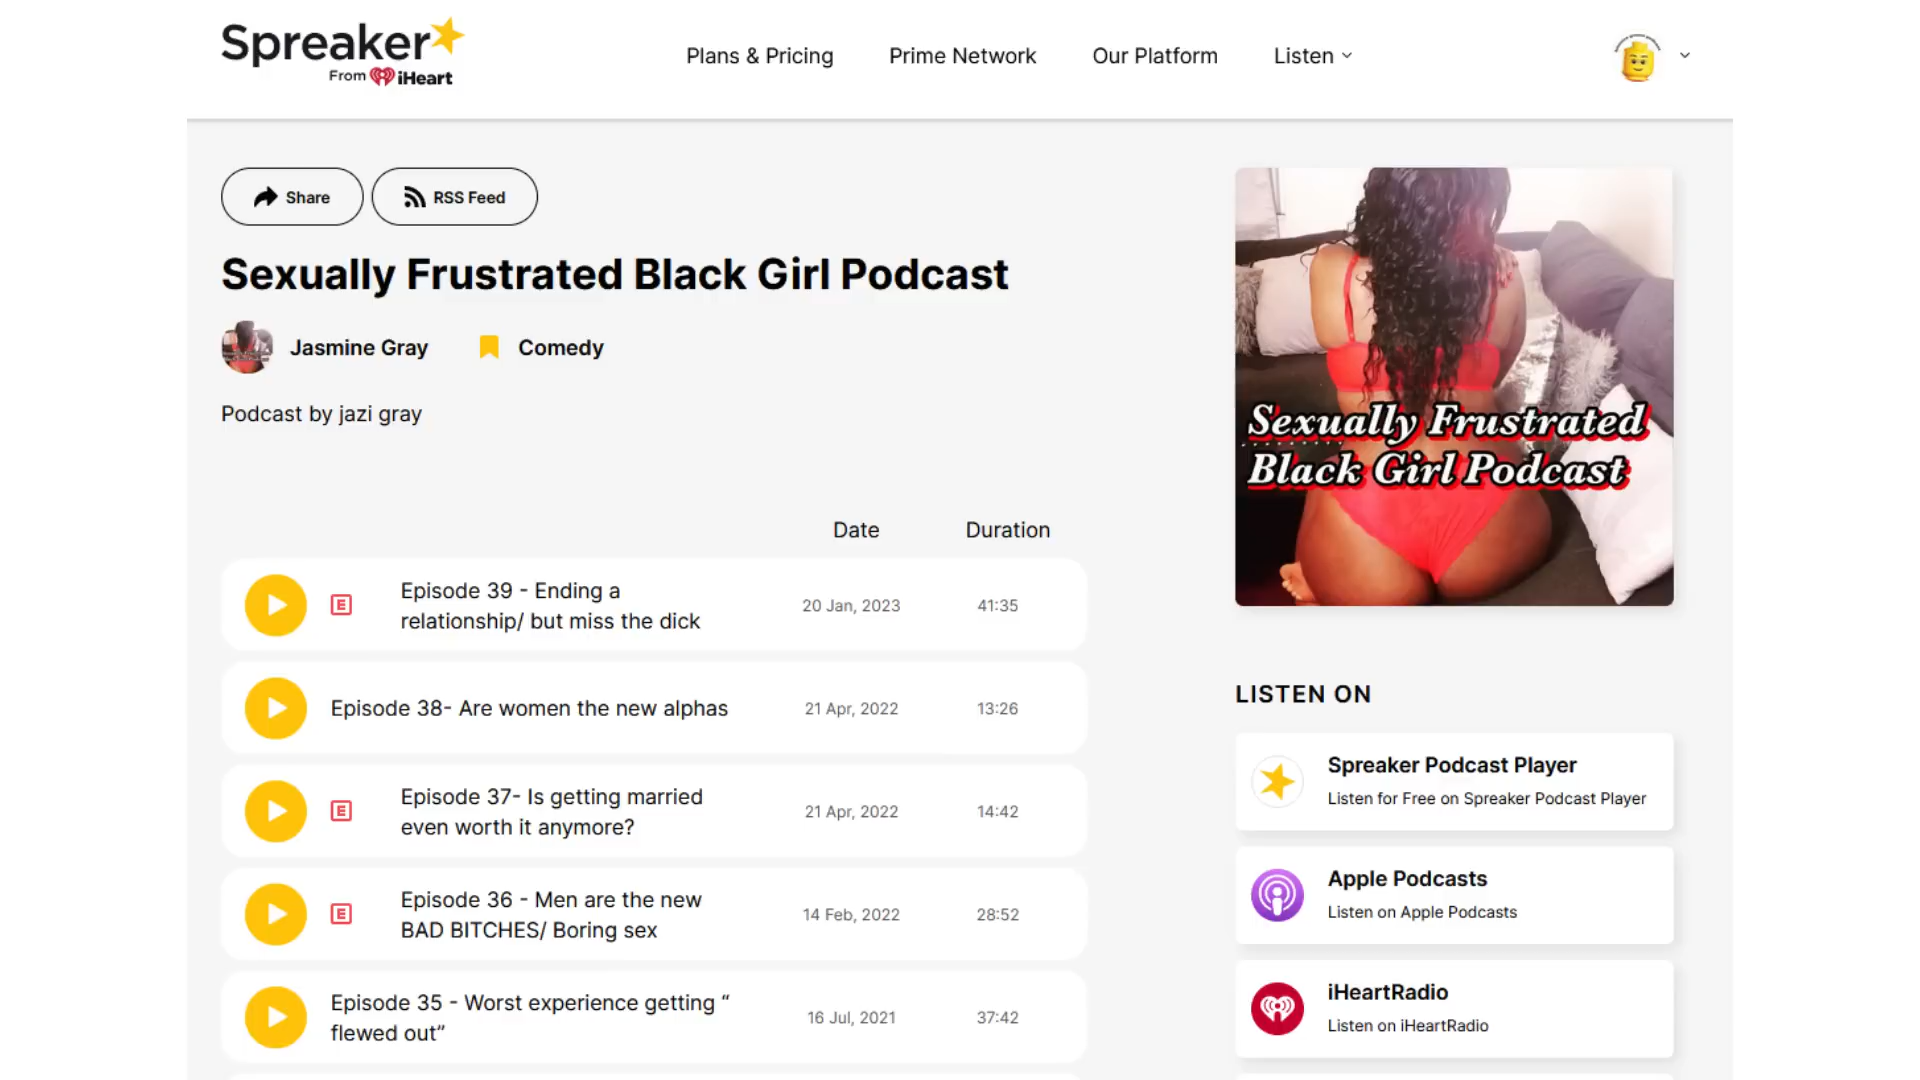 Spreaker
From iHeart
Plans & Pricing
Prime Network
Our Platform
Listen
Share
RSS Feed
Sexually Frustrated Black Girl Podcast
Jasmine Gray
Comedy
Podcast by jazi gray
Date
Duration
E
Episode 39 - Ending a
relationship/ but miss the dick
20 Jan, 2023
41:35
Episode 38- Are women the new alphas
21 Apr, 2022
13:26
E
Episode 37- Is getting married
even worth it anymore?
21 Apr, 2022
14:42
E
Episode 36 - Men are the new
BAD BITCHES/ Boring sex
14 Feb, 2022
28:52
Episode 35 - Worst experience getting “
flewed out”
16 Jul, 2021
37:42
Sexually Frustrated
Black Girl Podcast
LISTEN ON
Spreaker Podcast Player
Listen for Free on Spreaker Podcast Player
Apple Podcasts
Listen on Apple Podcasts
iHeartRadio
Listen on iHeartRadio